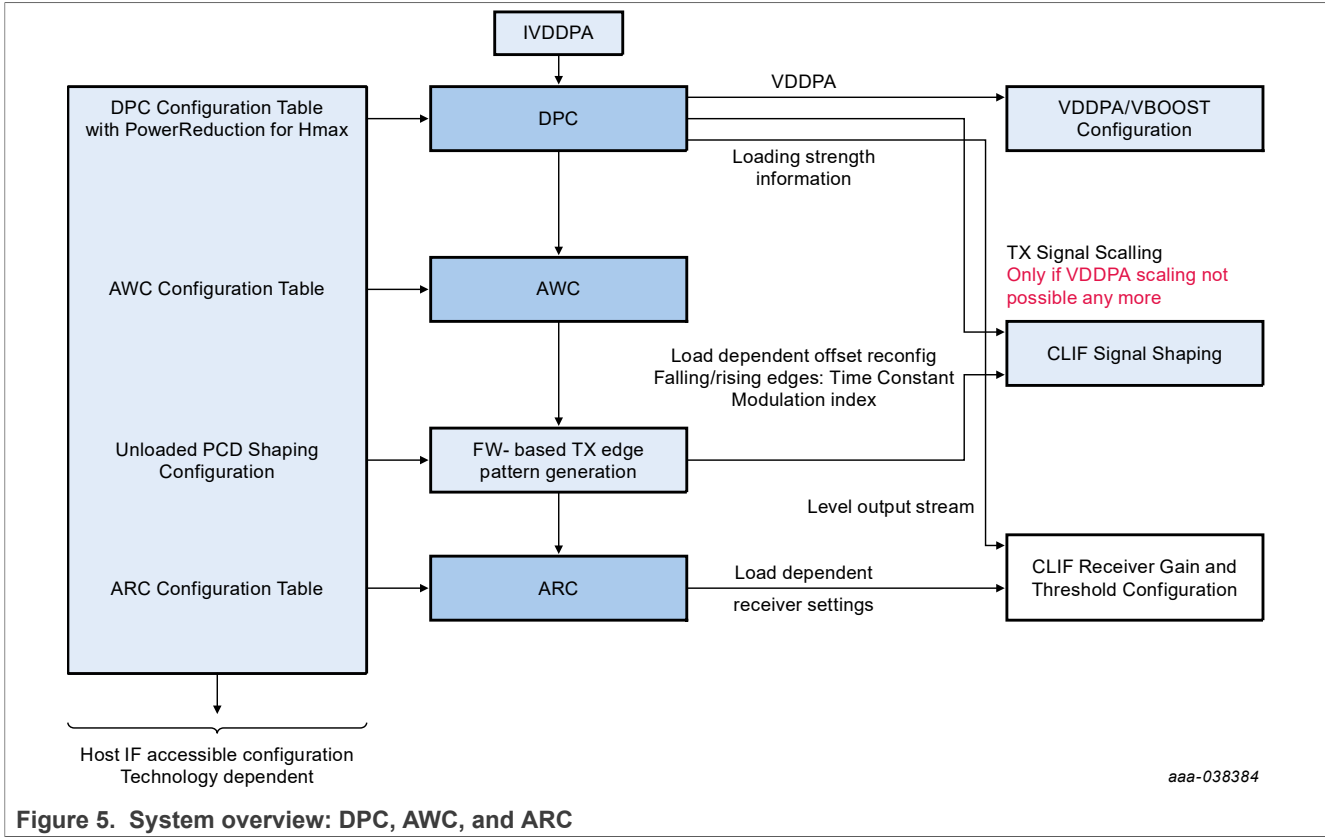 IVDDPA
DPC Configuration Table
with PowerReduction for Hmax
DPC
VDDPA
VDDPA/VBOOST
Configuration
Loading strength
information
TX Signal Scalling
Only if VDDPA scaling not
possible any more
AWC Configuration Table
AWC
CLIF Signal Shaping
Load dependent offset reconfig
Falling/rising edges: Time Constant
Modulation index
Unloaded PCD Shaping
Configuration
FW- based TX edge
pattern generation
Level output stream
ARC Configuration Table
ARC
Load dependent
receiver settings
CLIF Receiver Gain and
Threshold Configuration
Host IF accessible configuration
Technology dependent
aaa-038384
Figure 5. System overview: DPC, AWC, and ARC